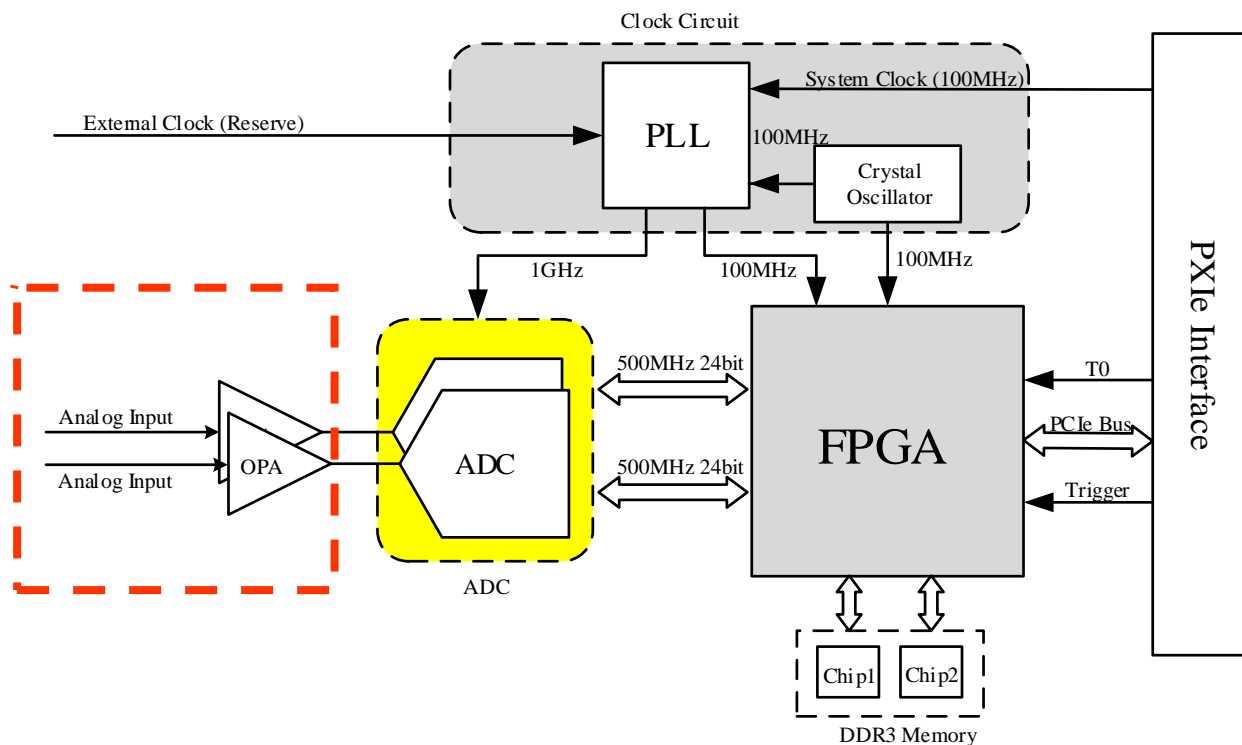 Clock Circuit
System Clock (100MHz)
External Clock (Reserve)
PLL
100MHz
Crystal
Oscillator
1GHz
100MHz
100MHz
PXIe Interface
500MHz 24bit
T0
Analog Input
OPA
ADC
FPGA
PCIe Bus
Analog Input
500MHz 24bit
Trigger
ADC
Chip1
Chip2
DDR3 Memory